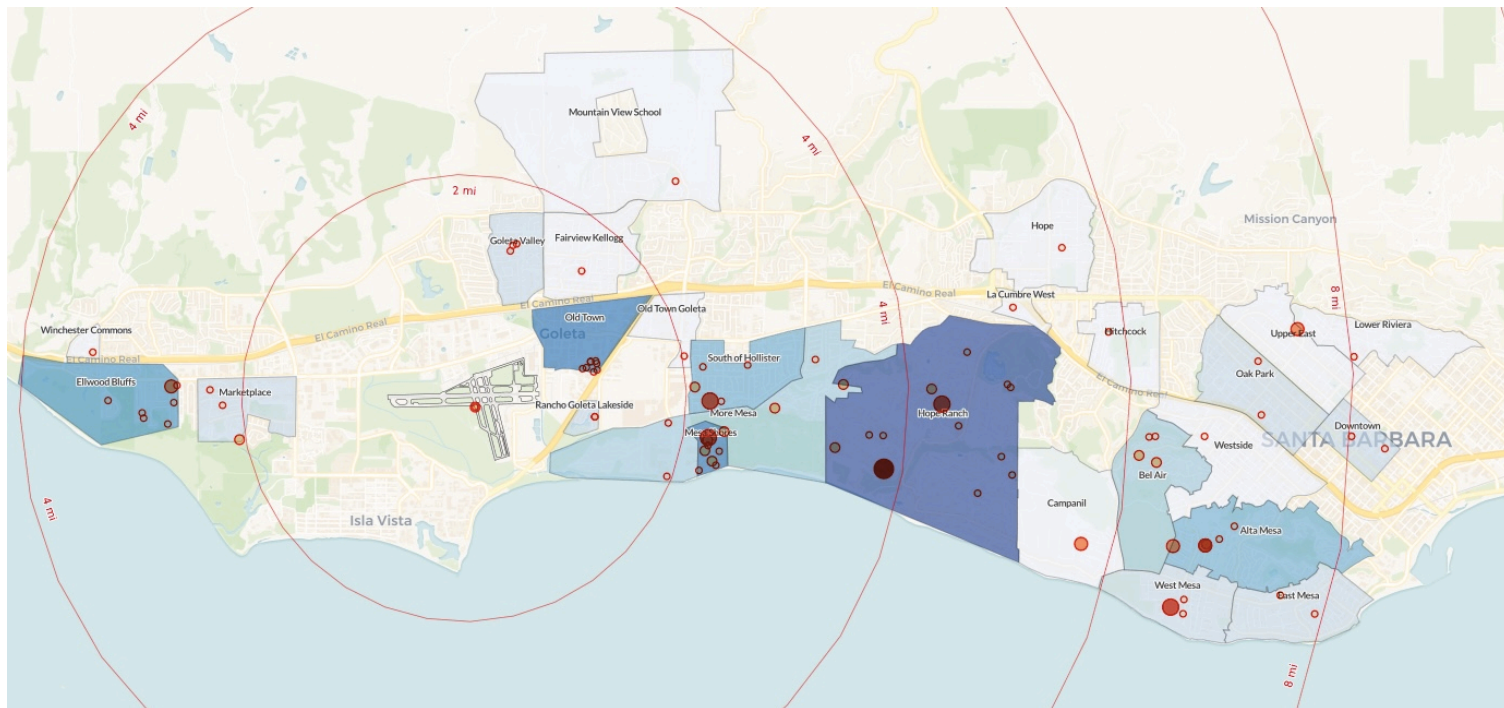 Mountain View School
4 mi
4 mi
2 mi
Mission Canyon
Goleta Valley
Fairview Kellogg
Hope
El Camino Real
El Camino Real
La Cumbre West
8 mi
Old Town Goleta
Old Town
Goleta
4 mi
Winchester Commons
El Camino Real
El Camino Real
Hitchcock
Upper East
Lower Riviera
South of Hollister
Oak Park
El Camino Real
Ellwood Bluffs
Marketplace
Rancho Goleta Lakeside
More Mesa
Hope Ranch
Downtown
SANTA BARBARA
Westside
Bel Air
4 mi
Isla Vista
Campanil
Alta Mesa
West Mesa
East Mesa
8 mi